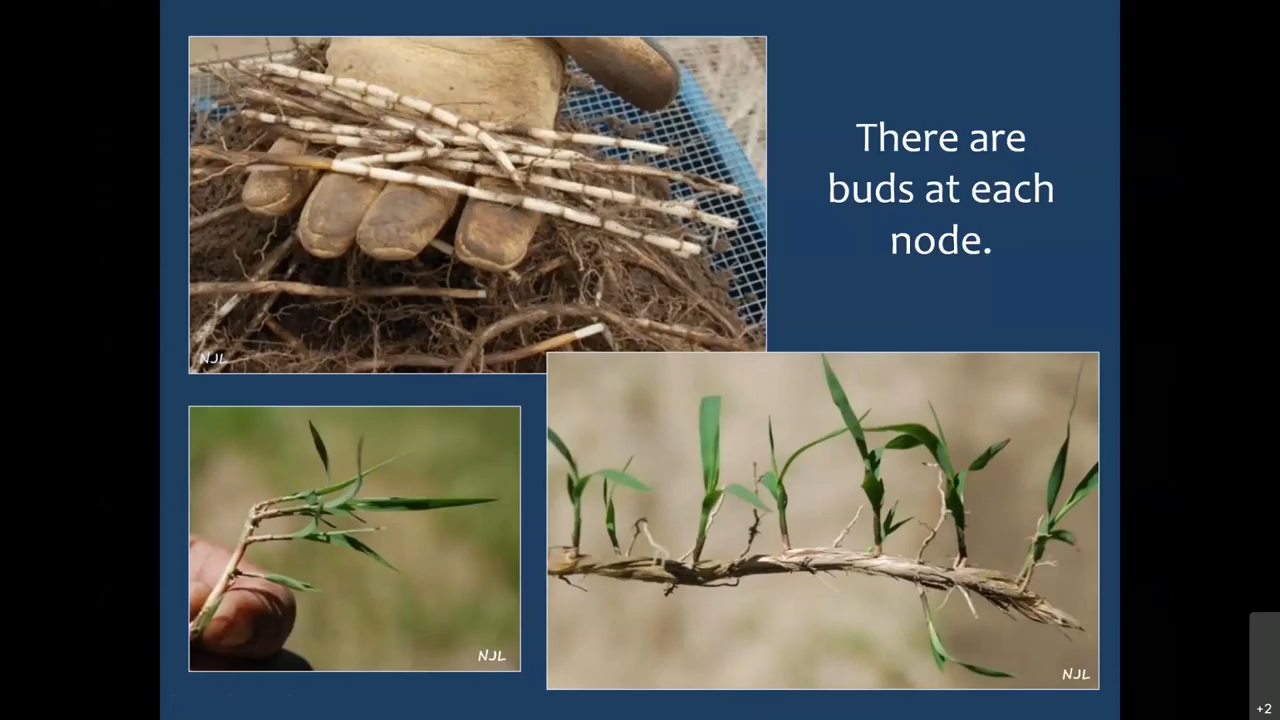 There are
buds at each
node.
NJL
NJL
NJL
+2